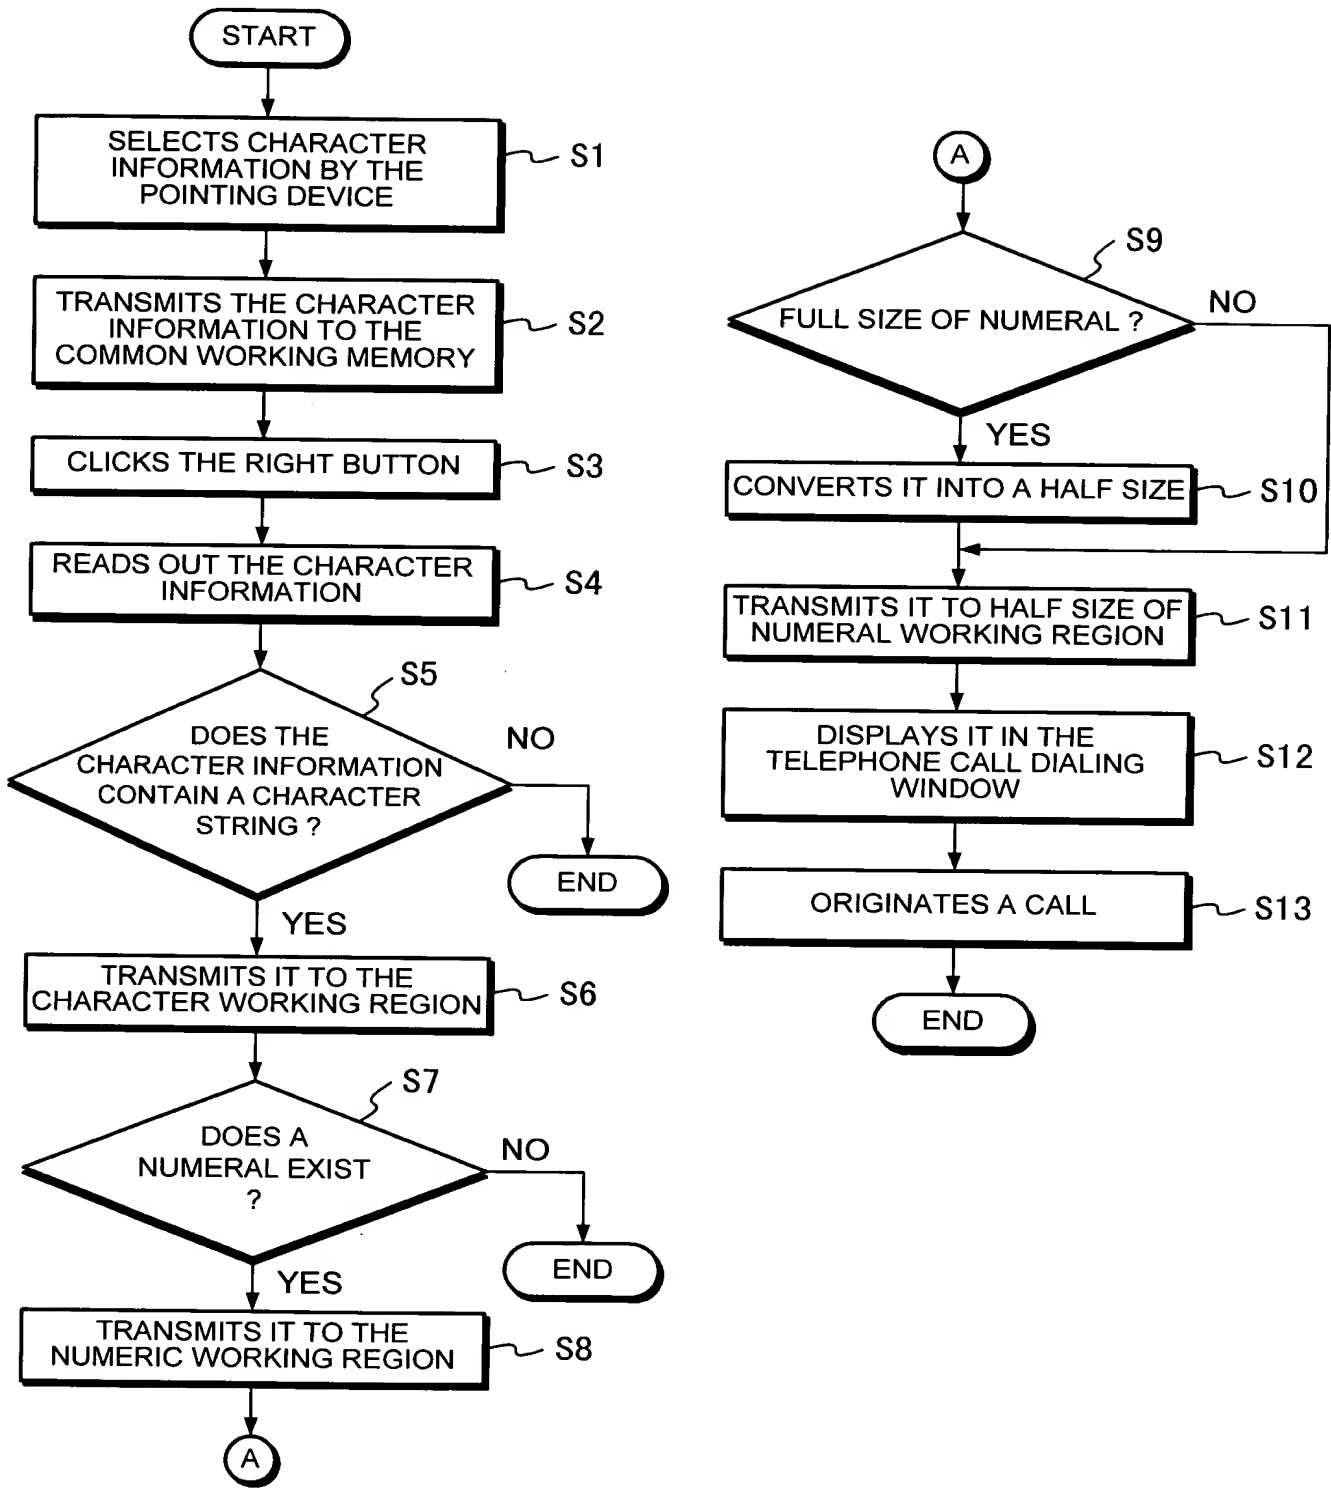 START
SELECTS CHARACTER
INFORMATION BY THE
POINTING DEVICE
S1
TRANSMITS THE CHARACTER
INFORMATION TO THE
COMMON WORKING MEMORY
S2
CLICKS THE RIGHT BUTTON
S3
READS OUT THE CHARACTER
INFORMATION
S4
S5
DOES THE
CHARACTER INFORMATION
CONTAIN A CHARACTER
STRING ?
NO
END
YES
TRANSMITS IT TO THE
CHARACTER WORKING REGION
S6
S7
DOES A
NUMERAL EXIST
?
NO
END
YES
TRANSMITS IT TO THE
NUMERIC WORKING REGION
S8
A
A
S9
FULL SIZE OF NUMERAL ?
NO
YES
CONVERTS IT INTO A HALF SIZE
S10
TRANSMITS IT TO HALF SIZE OF
NUMERAL WORKING REGION
S11
DISPLAYS IT IN THE
TELEPHONE CALL DIALING
WINDOW
S12
ORIGINATES A CALL
S13
END